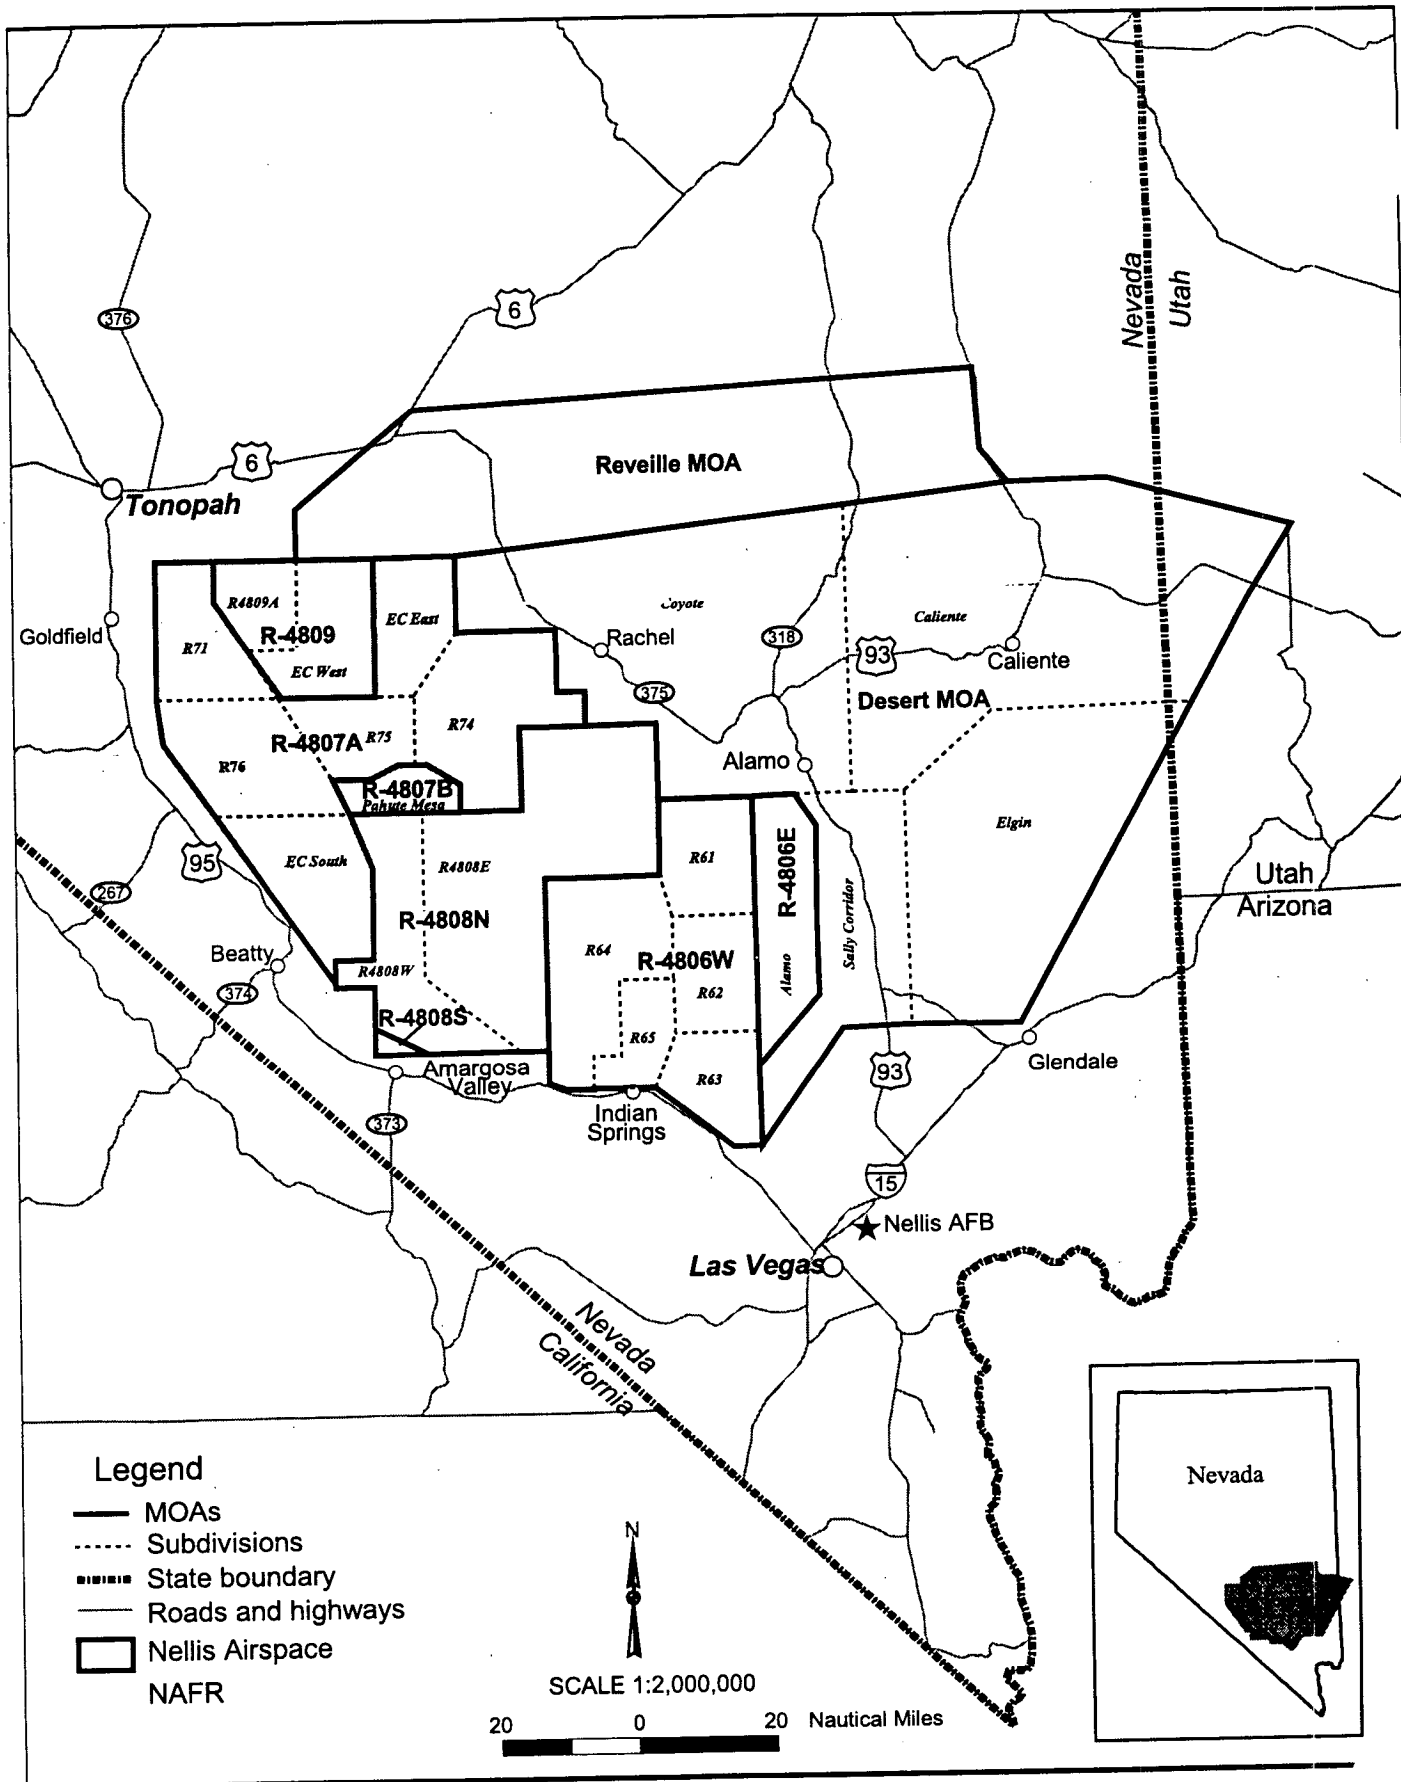 Nevada
Utah
376
6
6
Reveille MOA
Tonopah
R4809A
R-4809
EC East
Coyote
Caliente
Goldfield
R71
EC West
Rachel
318
93
Caliente
375
Desert MOA
R74
R-4807A
R75
R76
Alamo
R-4807B
Pahute Mesa
Elgin
95
EC South
R4808E
R61
R-4806E
Utah
Arizona
267
R-4808N
Sally Corridor
R64
R-4806W
Beatty
R4808W
Alamo
374
R62
R-4808S
R65
Amargosa
Valley
R63
93
Glendale
373
Indian
Springs
15
Nellis AFB
Las Vegas
Nevada
California
Legend
MOAs
Subdivisions
State boundary
Roads and highways
Nellis Airspace
NAFR
N
SCALE 1:2,000,000
20 0 20 Nautical Miles
Nevada